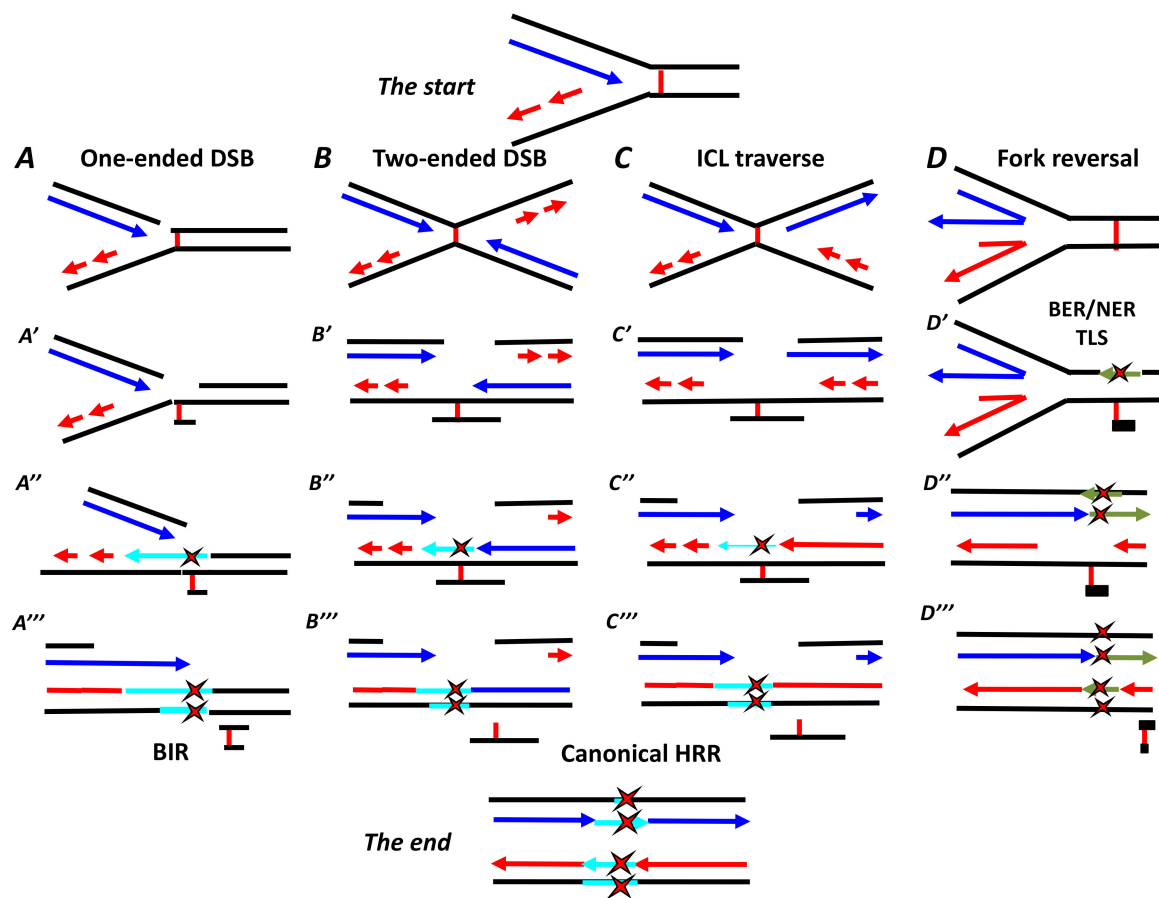 The start
A One-ended DSB
B Two-ended DSB
C ICL traverse
D Fork reversal
A'
B'
C'
D'
BER/NER
TLS
A''
B''
C''
D''
A'''
B'''
C'''
D'''
BIR
Canonical HRR
The end